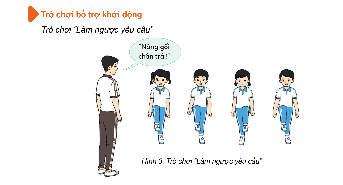 Trò chơi bổ trợ khởi động
Trò chơi "Làm ngược yêu cầu"
"Nâng gối
chân trái!"
Hình 3. Trò chơi "Làm ngược yêu cầu"